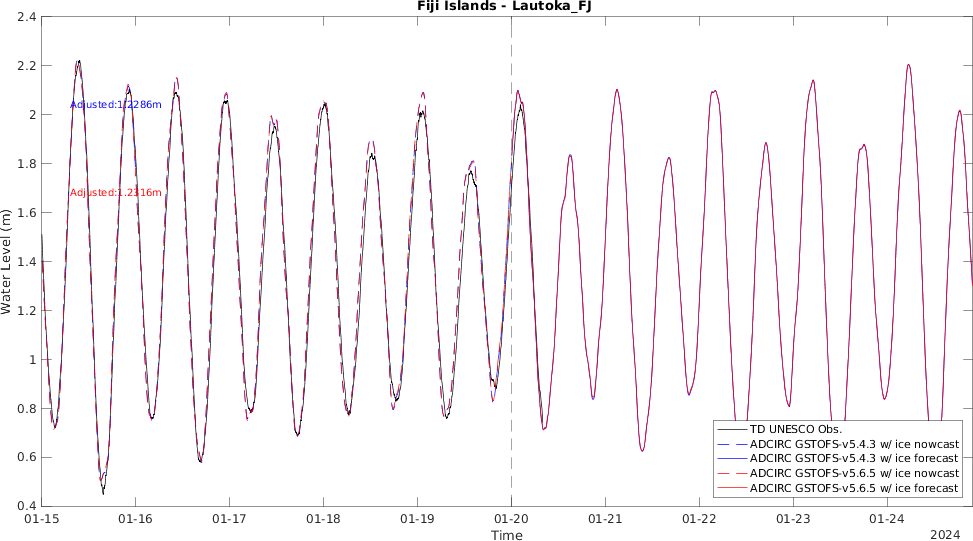 Fiji Islands - Lautoka_FJ
2.4
2.2
2
1.8
1.6
1.4
1.2
1
0.8
0.6
0.4
Water Level (m)
Adjusted:1.2286m
Adjusted:1.2316m
TD UNESCO Obs.
ADCIRC GSTOFS-v5.4.3 w/ ice nowcast
ADCIRC GSTOFS-v5.4.3 w/ ice forecast
ADCIRC GSTOFS-v5.6.5 w/ ice nowcast
ADCIRC GSTOFS-v5.6.5 w/ ice forecast
01-15 01-16 01-17 01-18 01-19 01-20 01-21 01-22 01-23 01-24
Time
2024